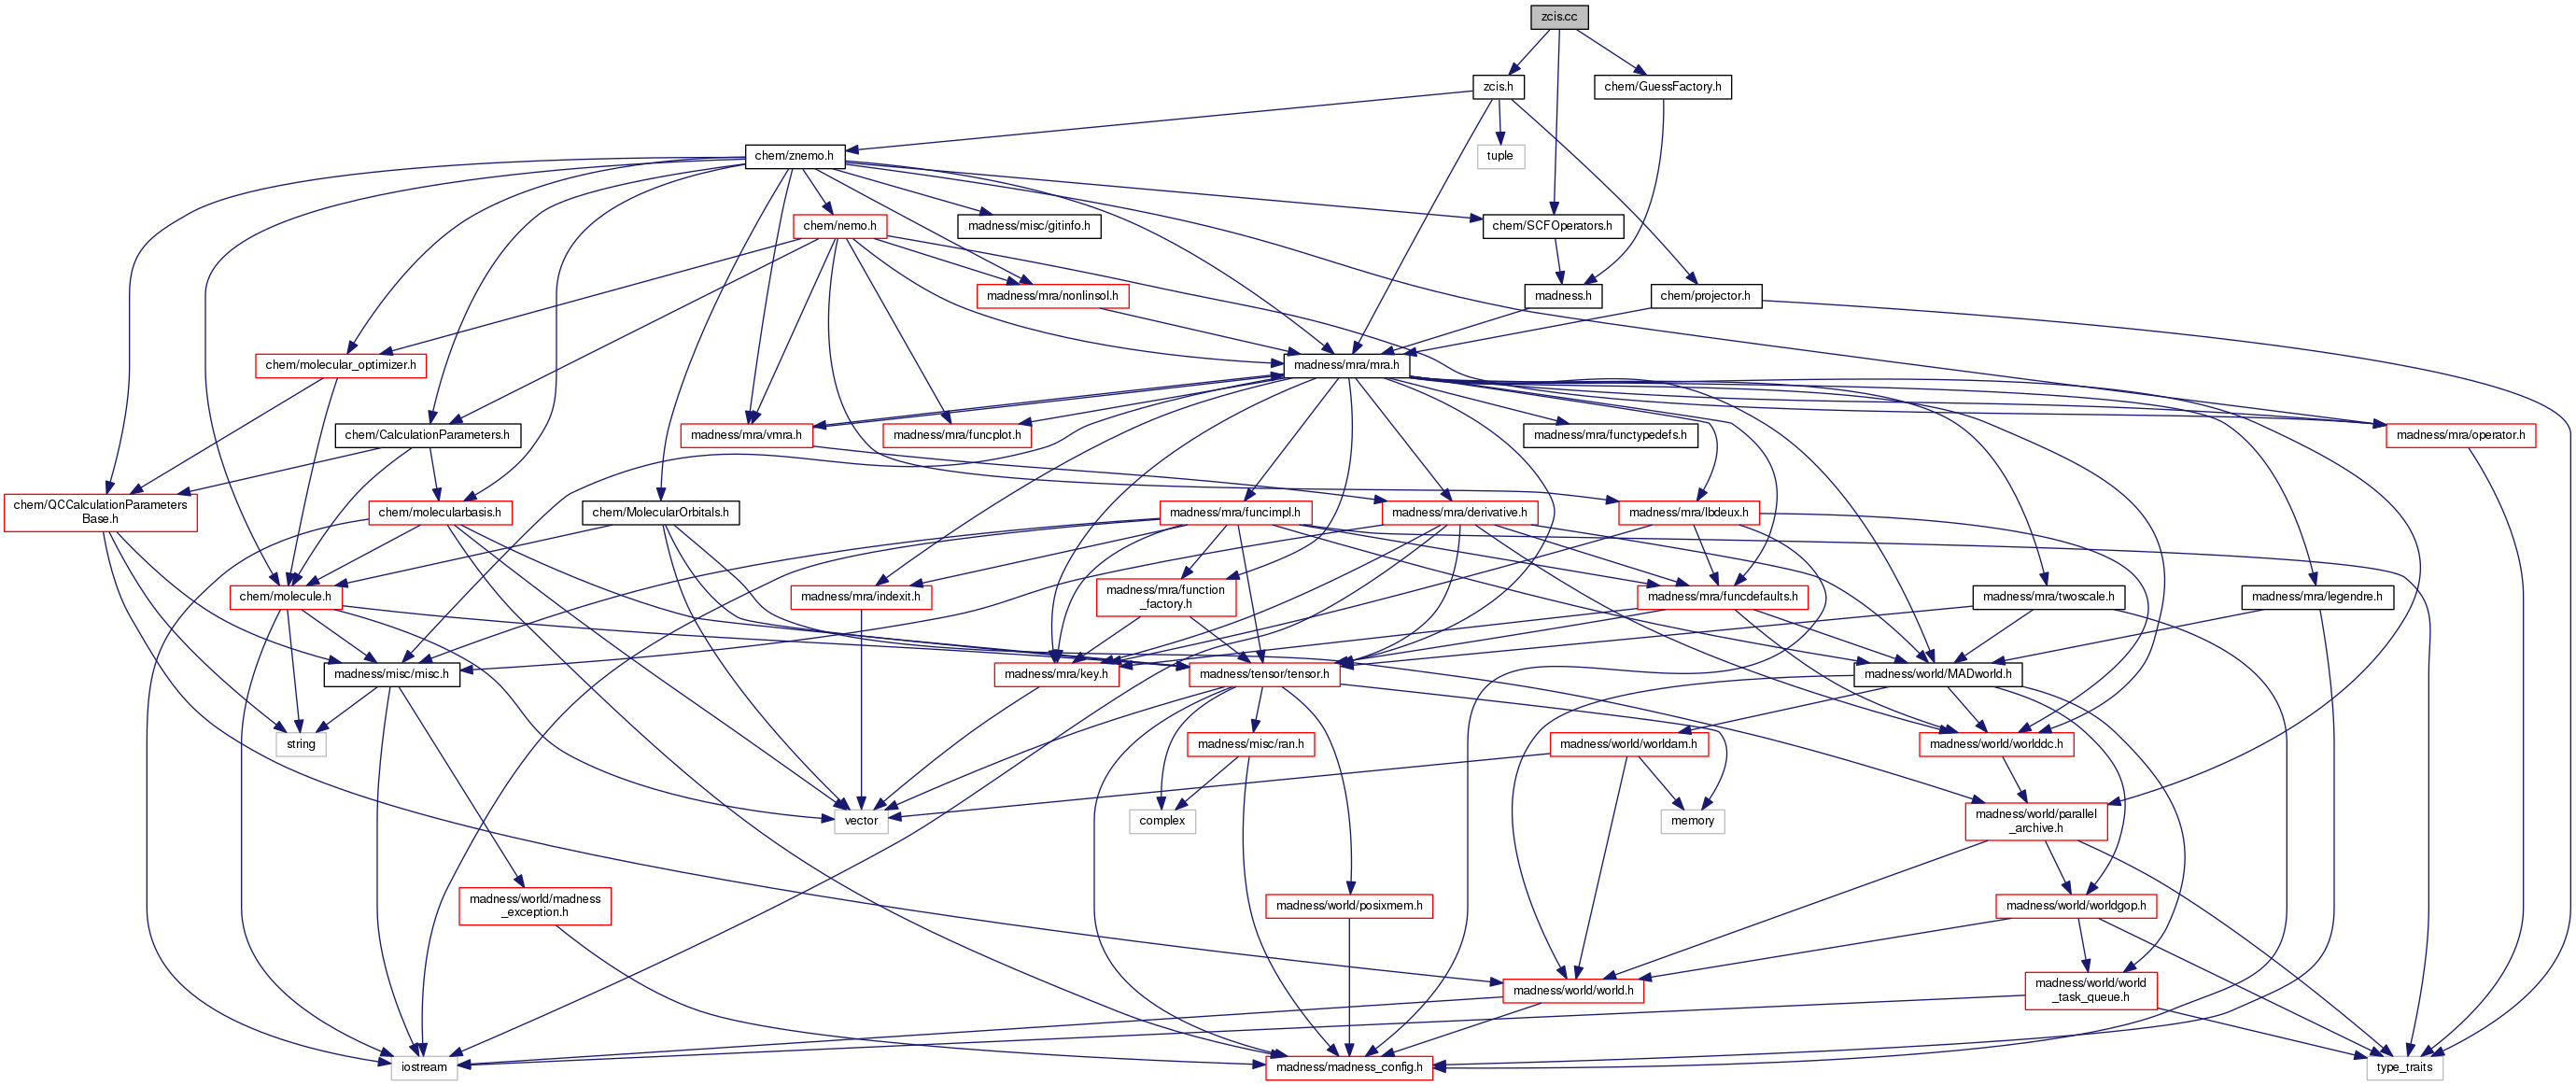 zcis.cc
zcis.h
chem/GuessFactory.h
chem/znemo.h
tuple
chem/nemo.h
madness/misc/gitinfo.h
chem/SCFOperators.h
madness/mra/nonlinsol.h
madness.h
chem/projector.h
chem/molecular_optimizer.h
madness/mra/mra.h
chem/CalculationParameters.h
madness/mra/vmra.h
madness/mra/funcplot.h
madness/mra/functypedefs.h
madness/mra/operator.h
chem/QCCalculationParameters
Base.h
chem/molecularbasis.h
chem/MolecularOrbitals.h
madness/mra/funcimpl.h
madness/mra/derivative.h
madness/mra/lbdeux.h
chem/molecule.h
madness/mra/indexit.h
madness/mra/function
_factory.h
madness/mra/funcdefaults.h
madness/mra/twoscale.h
madness/mra/legendre.h
madness/misc/misc.h
madness/mra/key.h
madness/tensor/tensor.h
madness/world/MADworld.h
string
madness/misc/ran.h
madness/world/worldam.h
madness/world/worlddc.h
vector
complex
memory
madness/world/parallel
_archive.h
madness/world/madness
_exception.h
madness/world/posixmem.h
madness/world/worldgop.h
madness/world/world.h
madness/world/world
_task_queue.h
iostream
madness/madness_config.h
type_traits